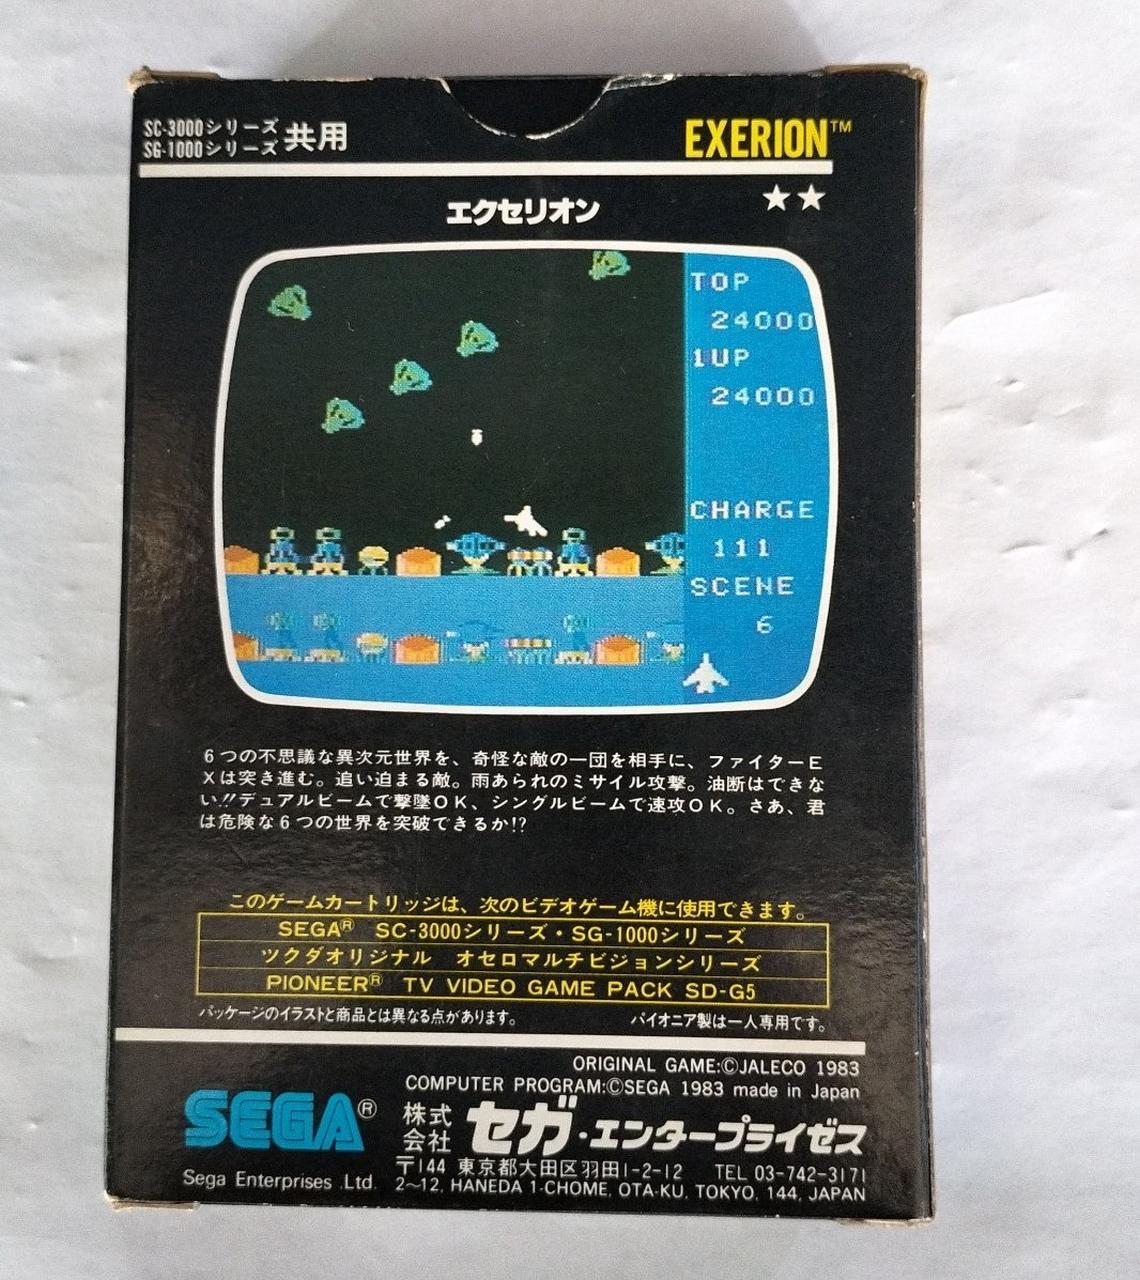 SC-3000シリーズ
SG-1000シリーズ 共用
EXERION™
★★
エクセリオン
TOP
24000
1UP
24000
CHARGE
111
SCENE
6
6つの不思議な異次元世界を、奇怪な敵の一団を相手に、ファイターE
Xは突き進む。追い迫まる敵。雨あられのミサイル攻撃。油断はできな
い!!デュアルビームで撃墜OK、シングルビームで速攻OK。さあ、君
は危険な6つの世界を突破できるか!?
このゲームカートリッジは、次のビデオゲーム機に使用できます。
SEGA® SC-3000シリーズ・SG-1000シリーズ
ツクダオリジナル オセロマルチビジョンシリーズ
PIONEER® TV VIDEO GAME PACK SD-G5
パッケージのイラストと商品とは異なる点があります。 パイオニア製は一人専用です。
ORIGINAL GAME:©JALECO 1983
COMPUTER PROGRAM:©SEGA 1983 made in Japan
SEGA®
Sega Enterprises .Ltd.
株式会社 セガ・エンタープライゼス
〒144 東京都大田区羽田1-2-12 TEL 03-742-3171
2~12, HANEDA 1-CHOME, OTA-KU, TOKYO, 144, JAPAN